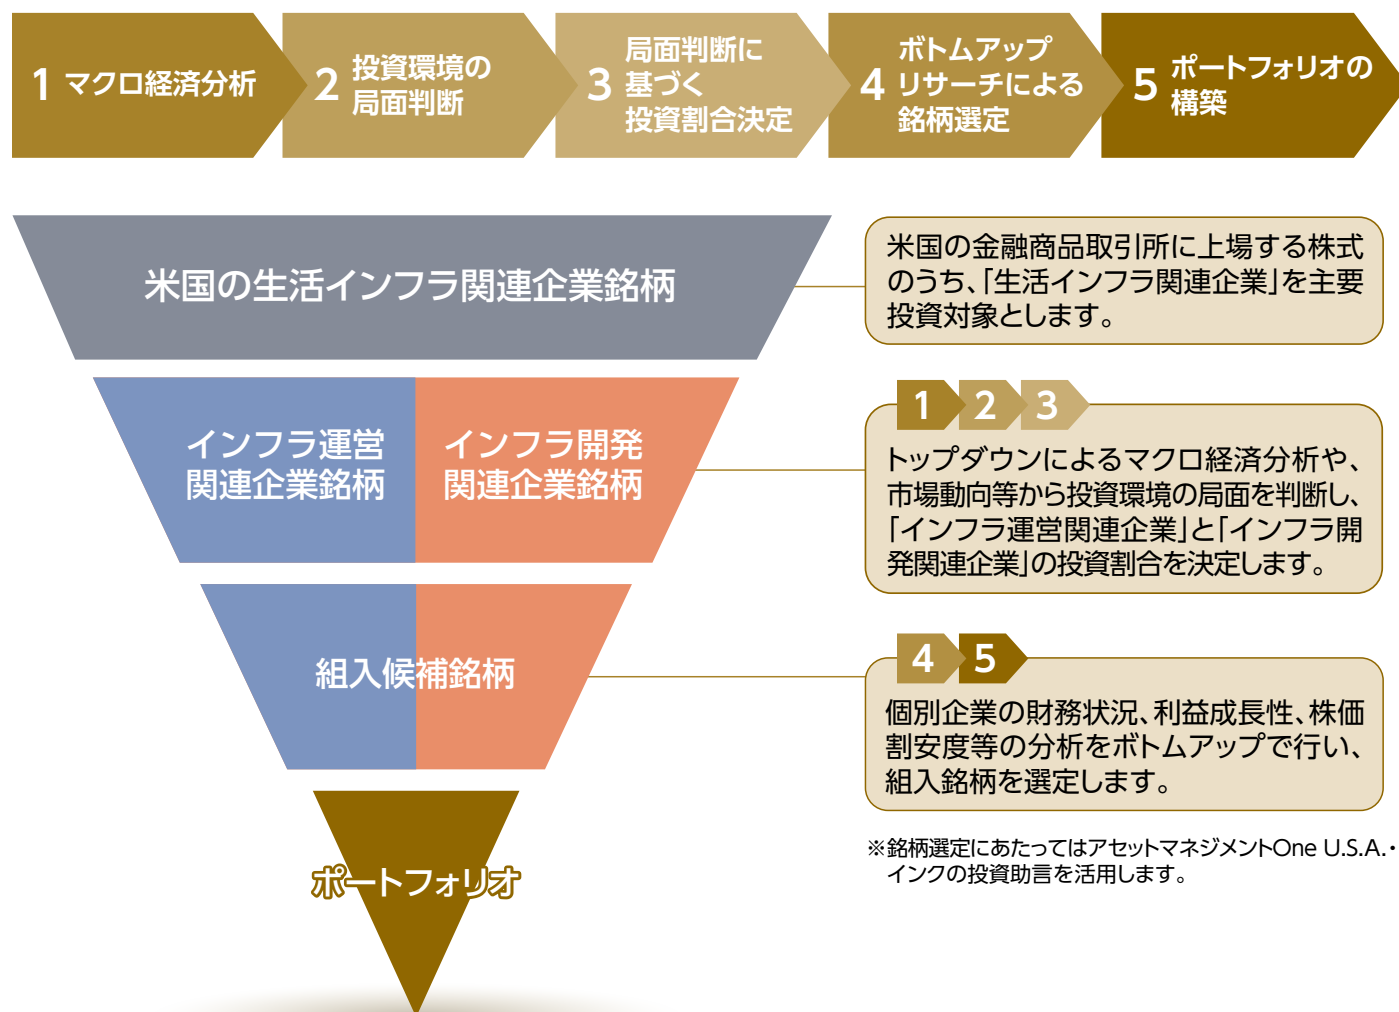 1 マクロ経済分析
2 投資環境の
局面判断
3 局面判断に
基づく
投資割合決定
4 ボトムアップ
リサーチによる
銘柄選定
5 ポートフォリオの
構築
米国の生活インフラ関連企業銘柄
米国の金融商品取引所に上場する株式
のうち、「生活インフラ関連企業」を主要
投資対象とします。
インフラ運営
関連企業銘柄
インフラ開発
関連企業銘柄
1 2 3
トップダウンによるマクロ経済分析や、
市場動向等から投資環境の局面を判断し、
「インフラ運営関連企業」と「インフラ開
発関連企業」の投資割合を決定します。
組入候補銘柄
4 5
個別企業の財務状況、利益成長性、株価
割安度等の分析をボトムアップで行い、
組入銘柄を選定します。
※銘柄選定にあたってはアセットマネジメントOne U.S.A.・
インクの投資助言を活用します。
ポートフォリオ